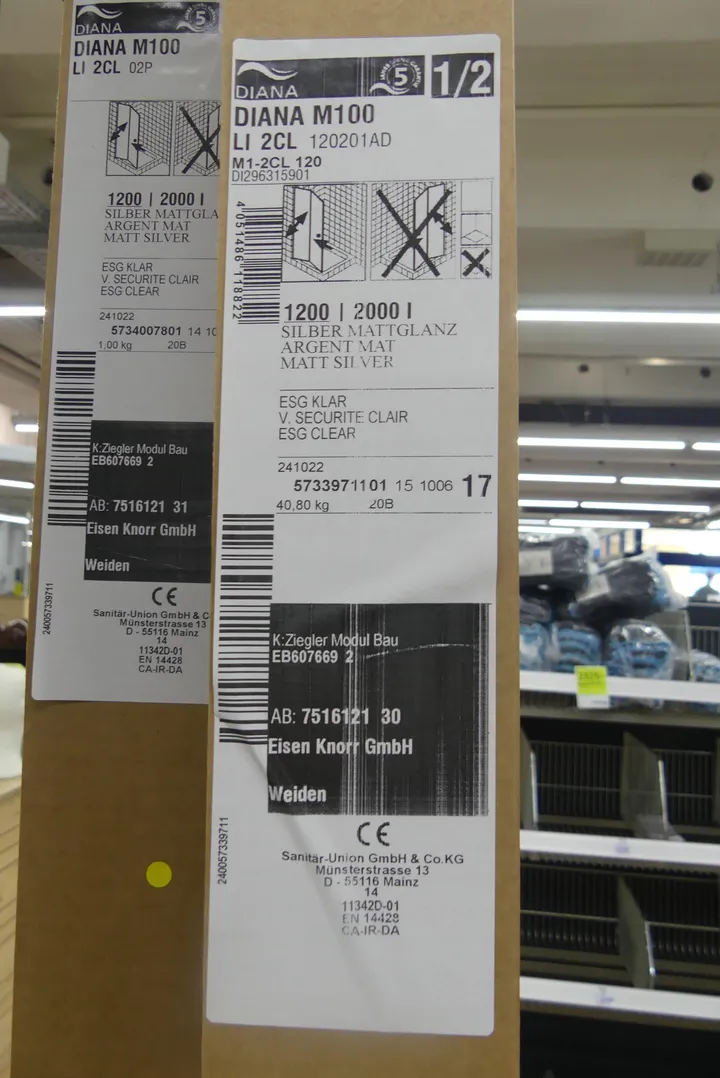 DIANA
5
DIANA M100
LI 2CL 02P
1200 | 2000 I
SILBER MATTGLA
ARGENT MAT
MATT SILVER
ESG KLAR
V. SECURITE CLAIR
ESG CLEAR
241022
5734007801 14 10
1,00 kg 20B
K:Ziegler Modul Bau
EB607669 2
AB: 7516121 31
Eisen Knorr GmbH
Weiden
CE
Sanitär-Union GmbH & C
Münsterstrasse 13
D - 55116 Mainz
14
11342D-01
EN 14428
CA-IR-DA
240057339711
DIANA
5
1/2
DIANA M100
LI 2CL 120201AD
M1-2CL 120
DI296315901
4 051486 118822
1200 | 2000 I
SILBER MATTGLANZ
ARGENT MAT
MATT SILVER
ESG KLAR
V. SECURITE CLAIR
ESG CLEAR
241022
5733971101 15 1006 17
40,80 kg 20B
K:Ziegler Modul Bau
EB607669 2
AB: 7516121 30
Eisen Knorr GmbH
Weiden
CE
Sanitär-Union GmbH & Co.KG
Münsterstrasse 13
D - 55116 Mainz
14
11342D-01
EN 14428
CA-IR-DA
240057339711